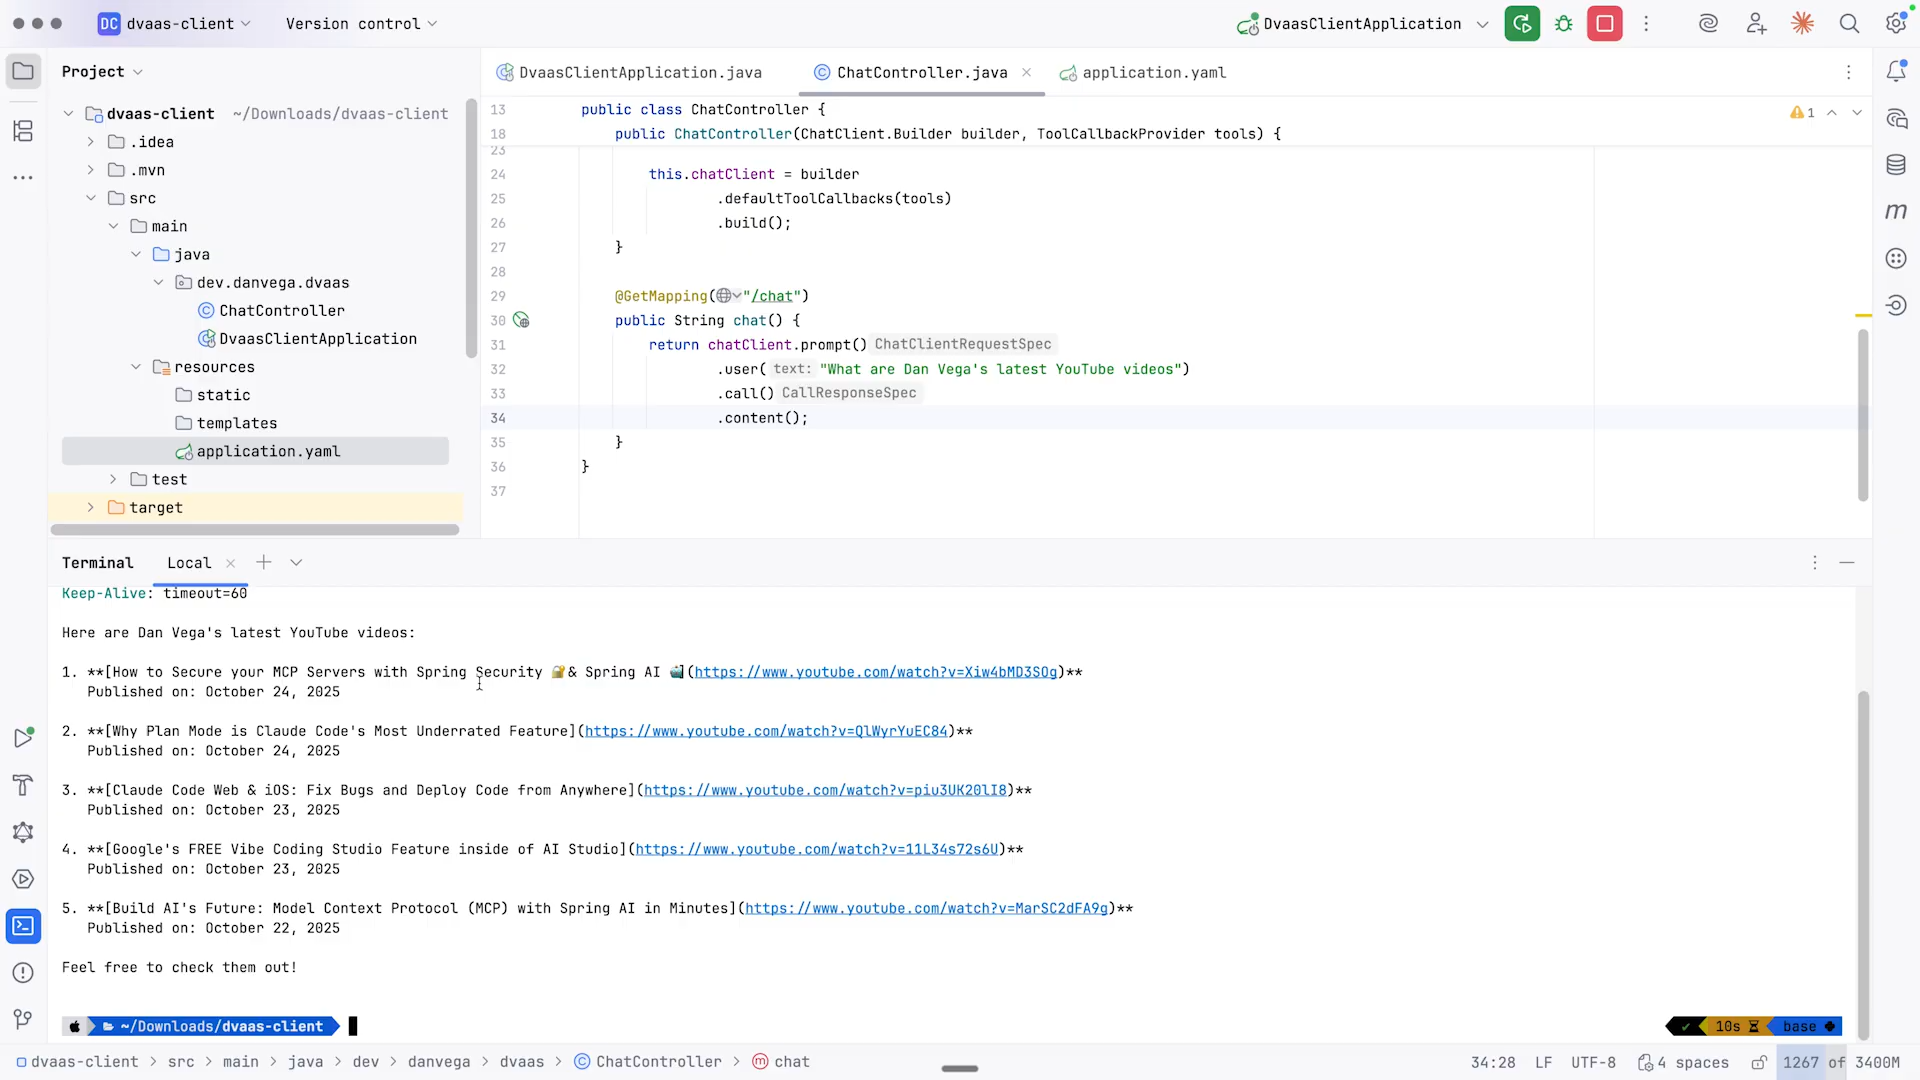 DC dvaas-client
Version control
DvaasClientApplication
Project
dvaas-client ~/Downloads/dvaas-client
.idea
.mvn
src
main
java
dev.danvega.dvaas
ChatController
DvaasClientApplication
resources
static
templates
application.yaml
test
target
DvaasClientApplication.java
ChatController.java
application.yaml
1
13 public class ChatController {
18 public ChatController(ChatClient.Builder builder, ToolCallbackProvider tools) {
23
24 this.chatClient = builder
25 .defaultToolCallbacks(tools)
26 .build();
27 }
28
29 @GetMapping("/chat")
30 public String chat() {
31 return chatClient.prompt() ChatClientRequestSpec
32 .user( text: "What are Dan Vega's latest YouTube videos")
33 .call() CallResponseSpec
34 .content();
35 }
36 }
37
m
Terminal Local
Keep-Alive: timeout=60
Here are Dan Vega's latest YouTube videos:
1. **[How to Secure your MCP Servers with Spring Security 🔐& Spring AI 🤖(https://www.youtube.com/watch?v=Xiw4bMD3SOg)**
Published on: October 24, 2025
2. **[Why Plan Mode is Claude Code's Most Underrated Feature](https://www.youtube.com/watch?v=QlWyrYuEC84)**
Published on: October 24, 2025
3. **[Claude Code Web & iOS: Fix Bugs and Deploy Code from Anywhere](https://www.youtube.com/watch?v=piu3UK20lI8)**
Published on: October 23, 2025
4. **[Google's FREE Vibe Coding Studio Feature inside of AI Studio](https://www.youtube.com/watch?v=11L34s72s6U)**
Published on: October 23, 2025
5. **[Build AI's Future: Model Context Protocol (MCP) with Spring AI in Minutes](https://www.youtube.com/watch?v=MarSC2dFA9g)**
Published on: October 22, 2025
Feel free to check them out!
~/Downloads/dvaas-client
✔ 10s base
dvaas-client > src > main > java > dev > danvega > dvaas > ChatController > chat
34:28 LF UTF-8 4 spaces 1267 of 3400M